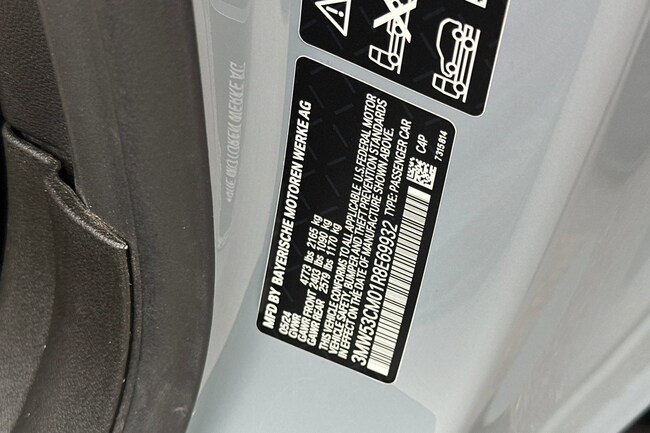 MFD BY BAYERISCHE MOTOREN WERKE AG
05/24
GVWR 4773 lbs 2165 kg
GAWR FRONT 2403 lbs 1090 kg
GAWR REAR 2579 lbs 1170 kg
THIS VEHICLE CONFORMS TO ALL APPLICABLE U.S.FEDERAL MOTOR
VEHICLE SAFETY, BUMPER AND THEFT PREVENTION STANDARDS
IN EFFECT ON THE DATE OF MANUFACTURE SHOWN ABOVE.
3MW53CM01R8E69932 TYPE: PASSENGER CAR
C4P
7 315 814